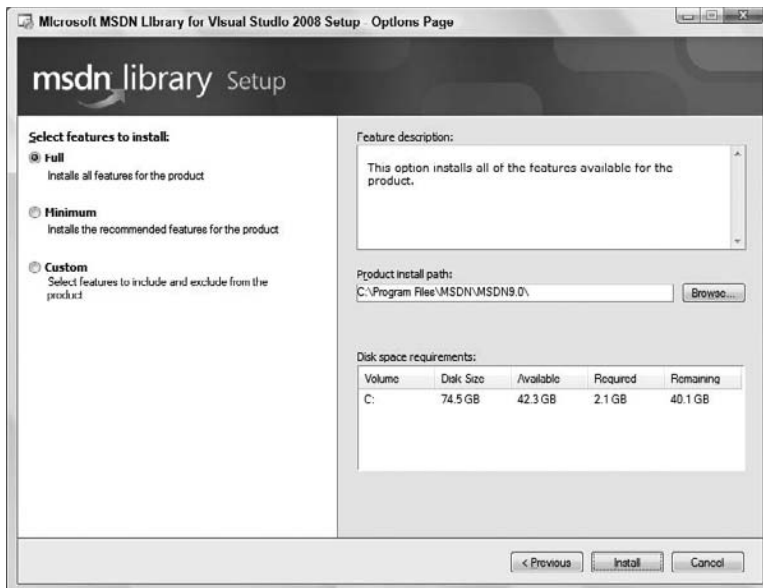 Microsoft MSDN Library for Visual Studio 2008 Setup - Options Page
msdn library Setup
Select features to install:
Full
Installs all features for the product
Minimum
Installs the recommended features for the product
Custom
Select features to include and exclude from the
product
Feature description:
This option installs all of the features available for the
product.
Product install path:
C:\Program Files\MSDN\MSDN9.0\
Browse...
Disk space requirements:
Volume Disk Size Available Required Remaining
C: 74.5 GB 42.3 GB 2.1 GB 40.1 GB
< Previous Install Cancel